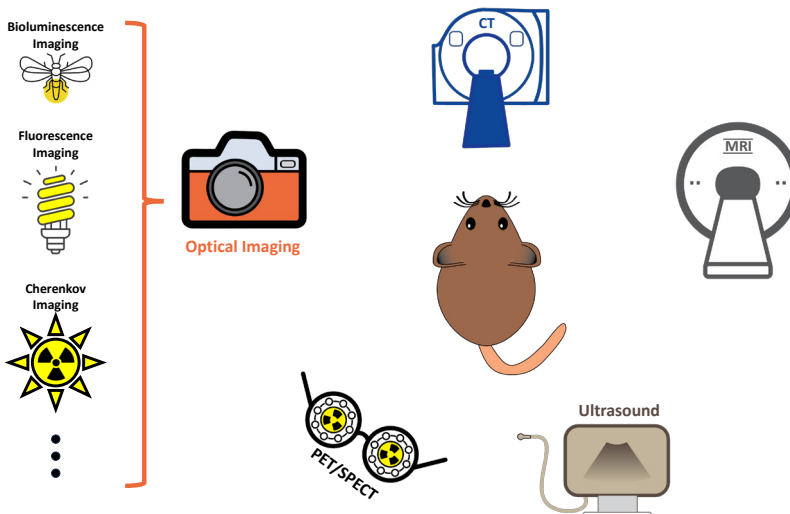 Bioluminescence
Imaging
Fluorescence
Imaging
Cherenkov
Imaging
Optical Imaging
CT
MRI
PET/SPECT
Ultrasound